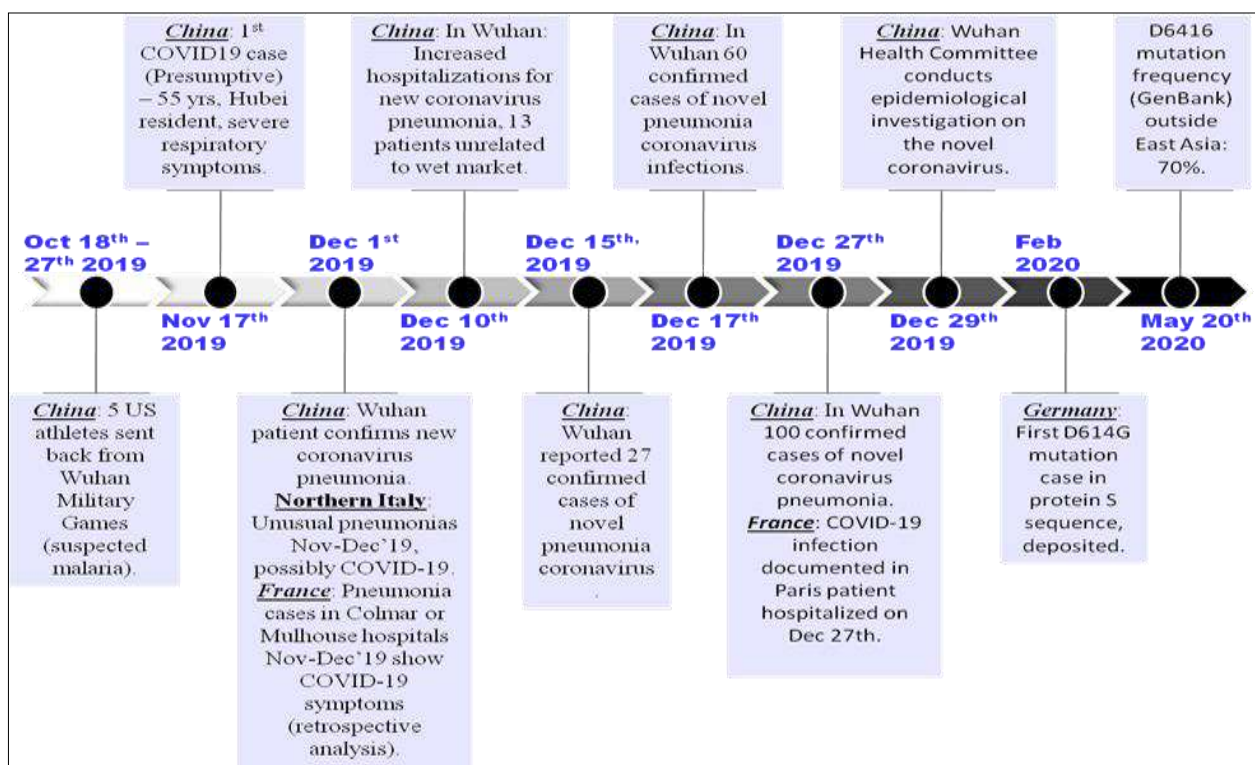 China: 1st
COVID19 case
(Presumptive)
– 55 yrs, Hubei
resident, severe
respiratory
symptoms.
China: In Wuhan:
Increased
hospitalizations for
new coronavirus
pneumonia, 13
patients unrelated
to wet market.
China: In
Wuhan 60
confirmed
cases of novel
pneumonia
coronavirus
infections.
China: Wuhan
Health Committee
conducts
epidemiological
investigation on
the novel
coronavirus.
D6416
mutation
frequency
(GenBank)
outside
East Asia:
70%.
Oct 18th –
27th 2019
Dec 1st
2019
Dec 15th,
2019
Dec 27th
2019
Feb
2020
Nov 17th
2019
Dec 10th
2019
Dec 17th
2019
Dec 29th
2019
May 20th
2020
China: 5 US
athletes sent
back from
Wuhan
Military
Games
(suspected
malaria).
China: Wuhan
patient confirms new
coronavirus
pneumonia.
Northern Italy:
Unusual pneumonias
Nov-Dec'19,
possibly COVID-19.
France: Pneumonia
cases in Colmar or
Mulhouse hospitals
Nov-Dec'19 show
COVID-19
symptoms
(retrospective
analysis).
China:
Wuhan
reported 27
confirmed
cases of
novel
pneumonia
coronavirus
.
China: In Wuhan
100 confirmed
cases of novel
coronavirus
pneumonia.
France: COVID-19
infection
documented in
Paris patient
hospitalized on
Dec 27th.
Germany:
First D614G
mutation
case in
protein S
sequence,
deposited.